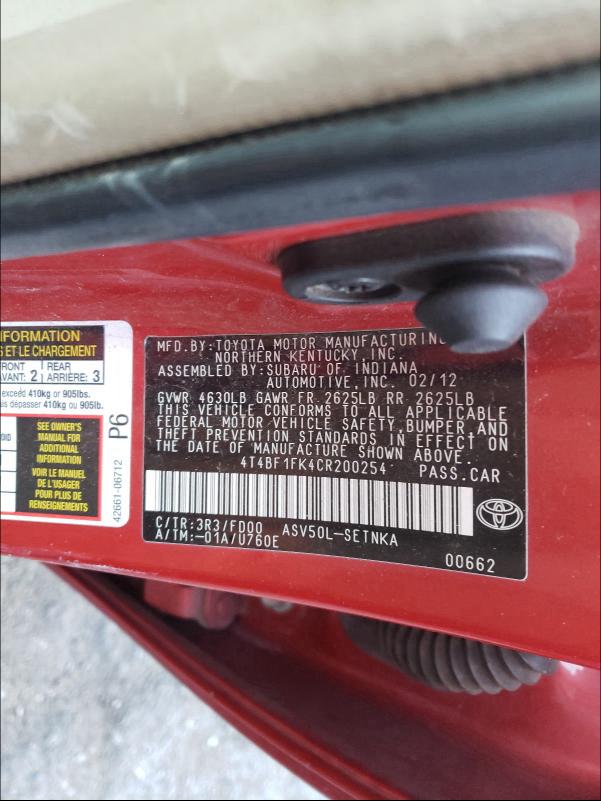 INFORMATION
S ET LE CHARGEMENT
FRONT REAR
AVANT: 2 ARRIÈRE: 3
exceed 410kg or 905lbs.
is dépasser 410kg ou 905lb.
SEE OWNER'S
MANUAL FOR
ADDITIONAL
INFORMATION
VOIR LE MANUEL
DE L'USAGER
POUR PLUS DE
RENSEIGNEMENTS
42661-06712 P6
MFD.BY:TOYOTA MOTOR MANUFACTURING
NORTHERN KENTUCKY, INC.
ASSEMBLED BY:SUBARU OF INDIANA
AUTOMOTIVE,INC. 02/12
GVWR 4630LB GAWR FR 2625LB RR 2625LB
THIS VEHICLE CONFORMS TO ALL APPLICABLE
FEDERAL MOTOR VEHICLE SAFETY,BUMPER,AND
THEFT PREVENTION STANDARDS IN EFFECT ON
THE DATE OF MANUFACTURE SHOWN ABOVE.
4T4BF1FK4CR200254 PASS.CAR
C/TR:3R3/FD00 ASV50L-SETNKA
A/TM:-01A/U760E
00662